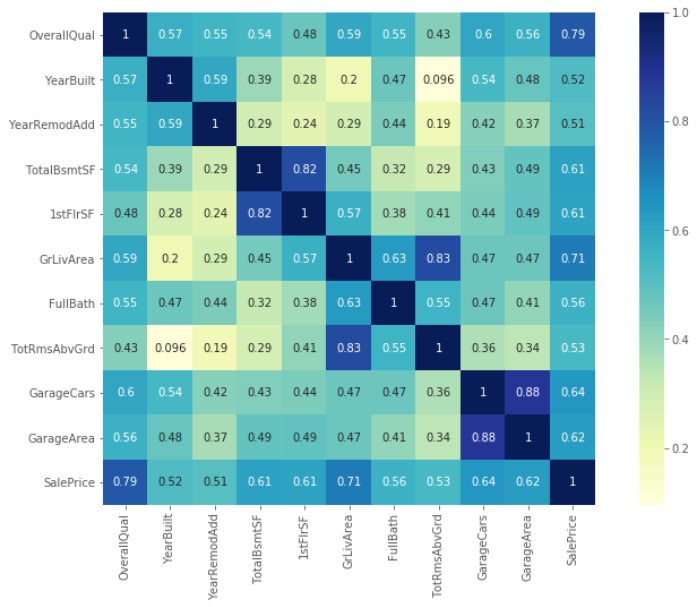 OverallQual 1 0.57 0.55 0.54 0.48 0.59 0.55 0.43 0.6 0.56 0.79
YearBuilt 0.57 1 0.59 0.39 0.28 0.2 0.47 0.096 0.54 0.48 0.52
YearRemodAdd 0.55 0.59 1 0.29 0.24 0.29 0.44 0.19 0.42 0.37 0.51
TotalBsmtSF 0.54 0.39 0.29 1 0.82 0.45 0.32 0.29 0.43 0.49 0.61
1stFlrSF 0.48 0.28 0.24 0.82 1 0.57 0.38 0.41 0.44 0.49 0.61
GrLivArea 0.59 0.2 0.29 0.45 0.57 1 0.63 0.83 0.47 0.47 0.71
FullBath 0.55 0.47 0.44 0.32 0.38 0.63 1 0.55 0.47 0.41 0.56
TotRmsAbvGrd 0.43 0.096 0.19 0.29 0.41 0.83 0.55 1 0.36 0.34 0.53
GarageCars 0.6 0.54 0.42 0.43 0.44 0.47 0.47 0.36 1 0.88 0.64
GarageArea 0.56 0.48 0.37 0.49 0.49 0.47 0.41 0.34 0.88 1 0.62
SalePrice 0.79 0.52 0.51 0.61 0.61 0.71 0.56 0.53 0.64 0.62 1
OverallQual
YearBuilt
YearRemodAdd
TotalBsmtSF
1stFlrSF
GrLivArea
FullBath
TotRmsAbvGrd
GarageCars
GarageArea
SalePrice
1.0
0.8
0.6
0.4
0.2